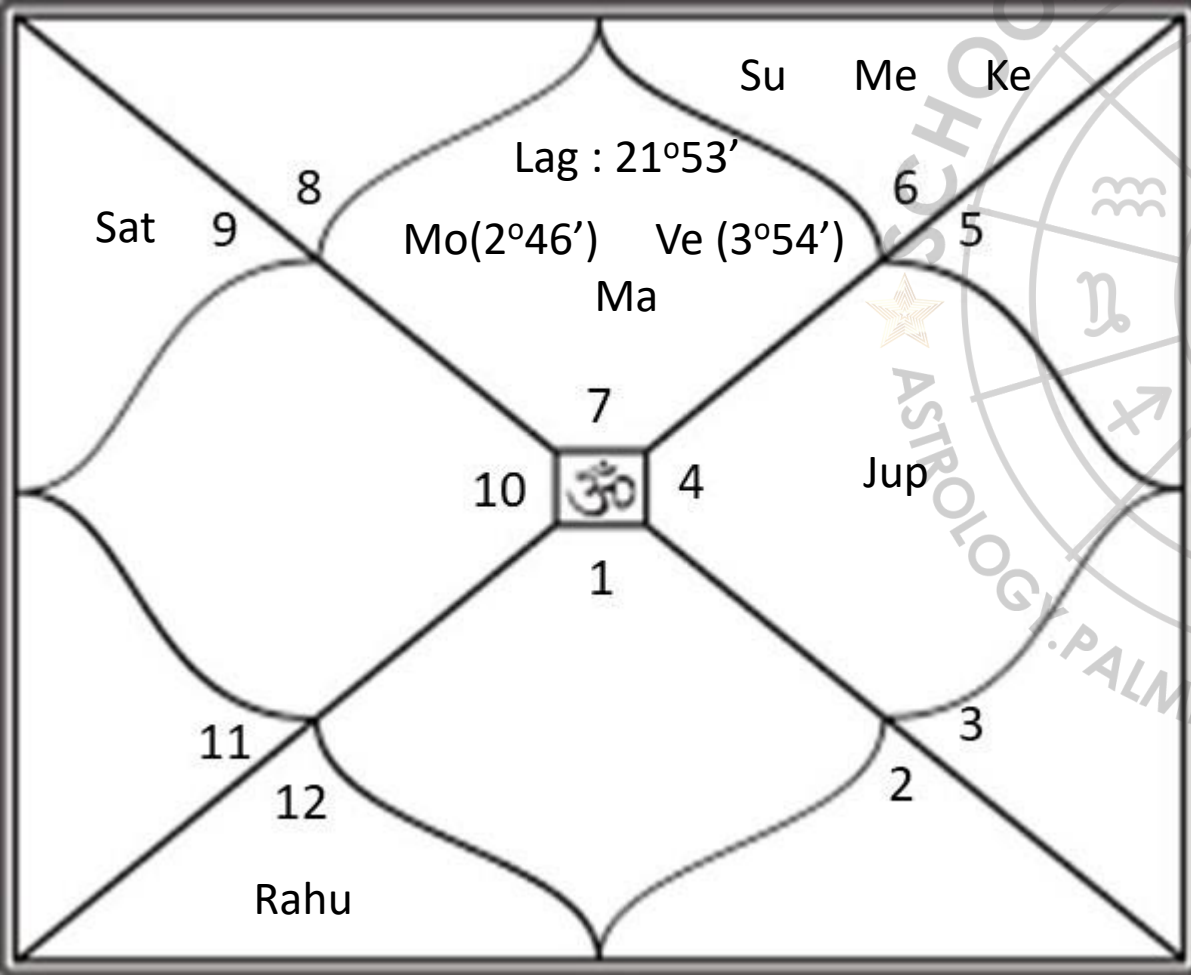 Su Me Ke
Lag : 21°53’
8 6
Sat 9 Mo(2°46’) Ve (3°54’) 5
Ma
7
10 ॐ 4 Jup
1
11 3
12 2
Rahu
SCHOO
ASTROLOGY.PALM